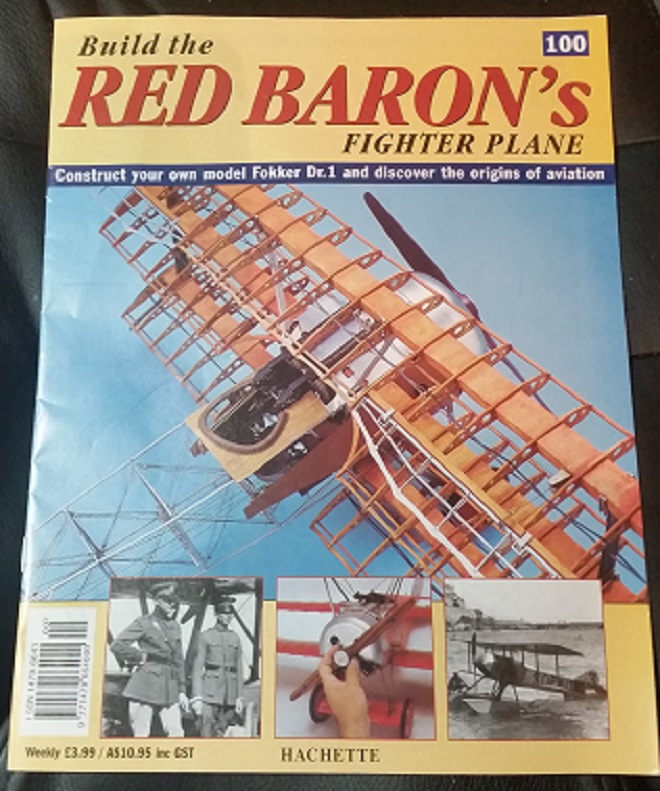 Build the
100
RED BARON's
FIGHTER PLANE
Construct your own model Fokker Dr.1 and discover the origins of aviation
Weekly £3.99 / A$10.95 inc GST
HACHETTE